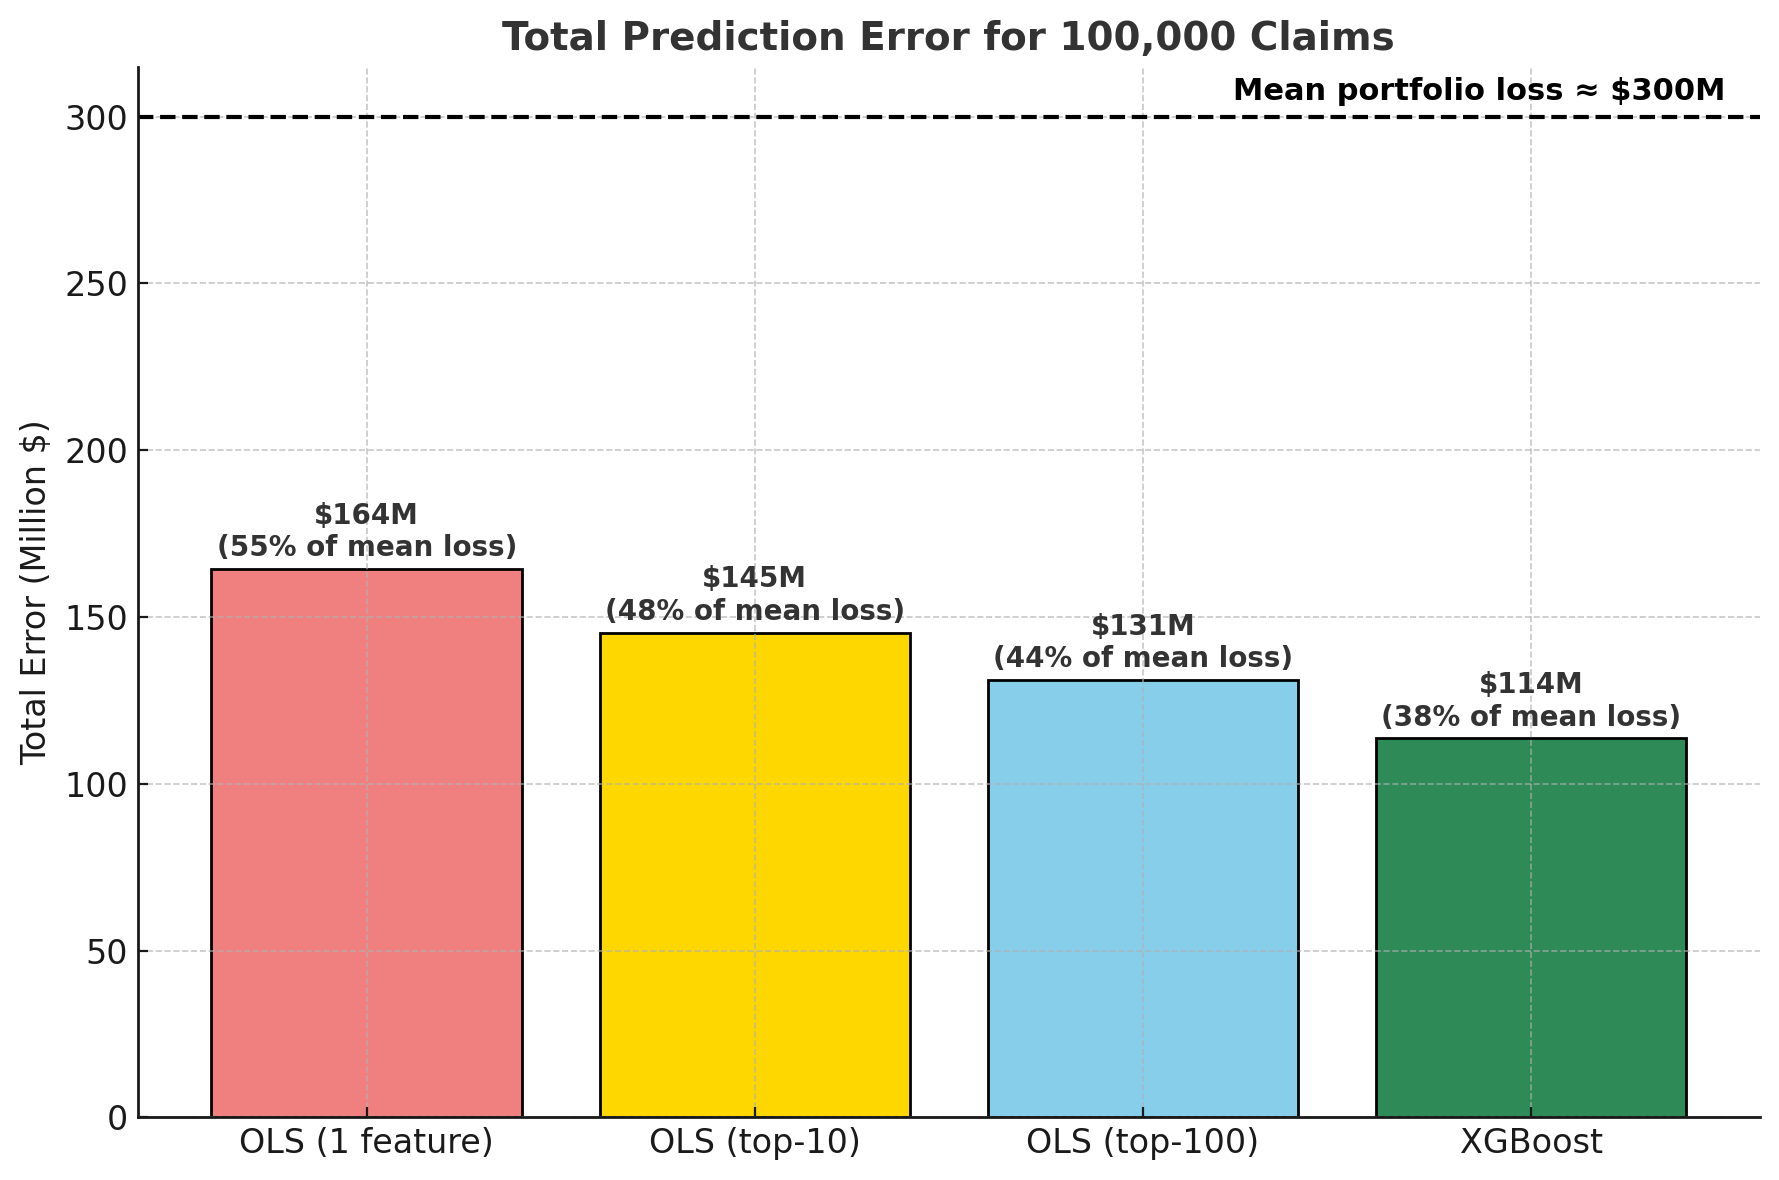 Total Prediction Error for 100,000 Claims
Mean portfolio loss ≈ $300M
Total Error (Million $)
300
250
200
150
100
50
0
$164M
(55% of mean loss)
$145M
(48% of mean loss)
$131M
(44% of mean loss)
$114M
(38% of mean loss)
OLS (1 feature)
OLS (top-10)
OLS (top-100)
XGBoost